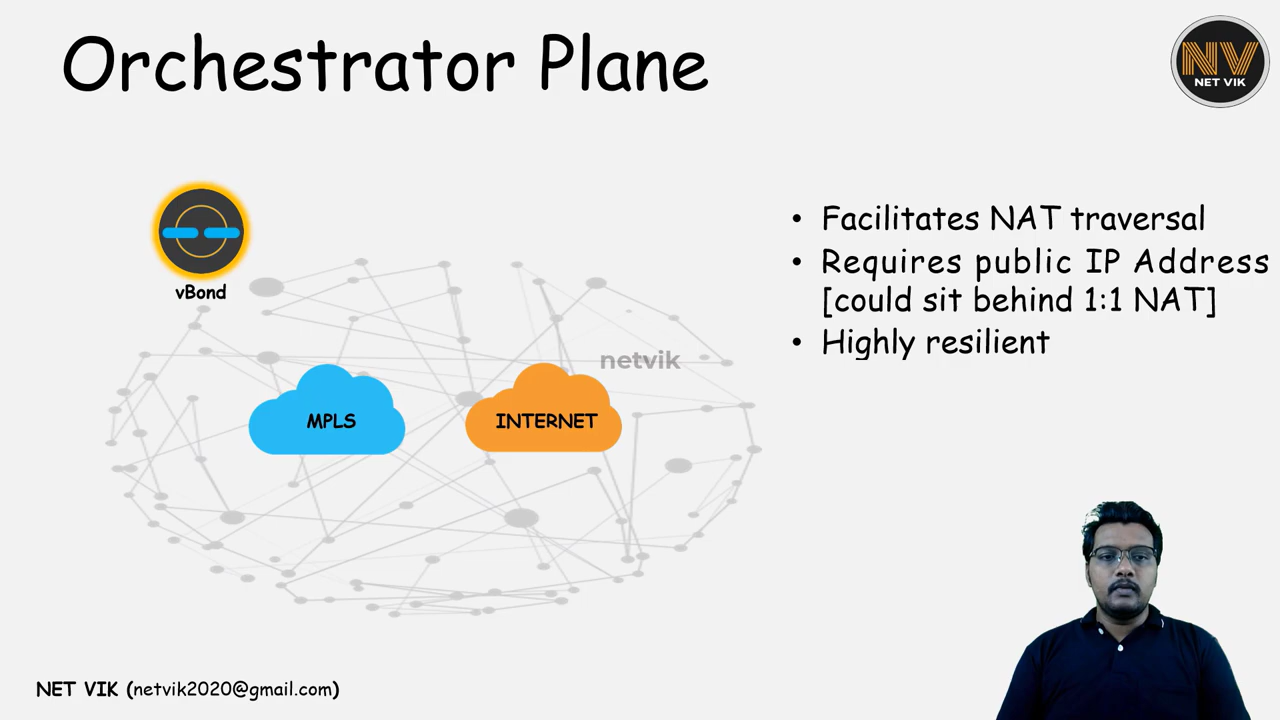 Orchestrator Plane
NV
NET VIK
vBond
• Facilitates NAT traversal
• Requires public IP Address
[could sit behind 1:1 NAT]
• Highly resilient
netvik
MPLS
INTERNET
NET VIK (netvik2020@gmail.com)